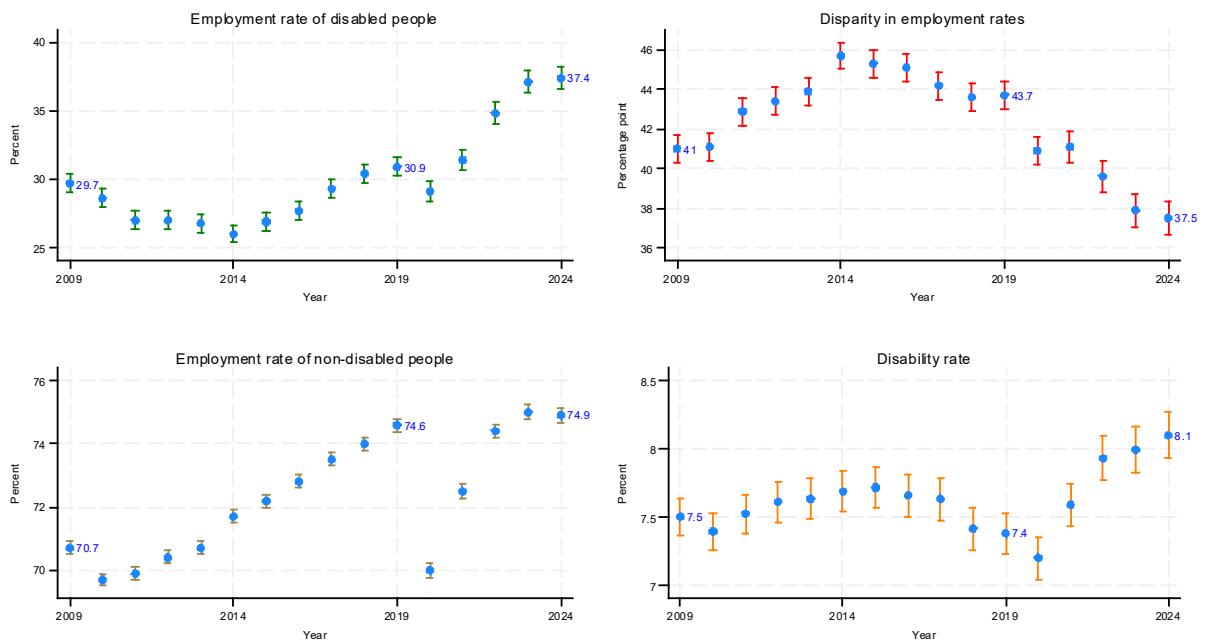 Employment rate of disabled people
40
35
30
25
Percent
29.7
30.9
37.4
2009 2014 2019 2024
Year
Disparity in employment rates
46
44
42
40
38
36
Percentage point
41
43.7
37.5
2009 2014 2019 2024
Year
Employment rate of non-disabled people
76
74
72
70
Percent
70.7
74.6
74.9
2009 2014 2019 2024
Year
Disability rate
8.5
8
7.5
7
Percent
7.5
7.4
8.1
2009 2014 2019 2024
Year